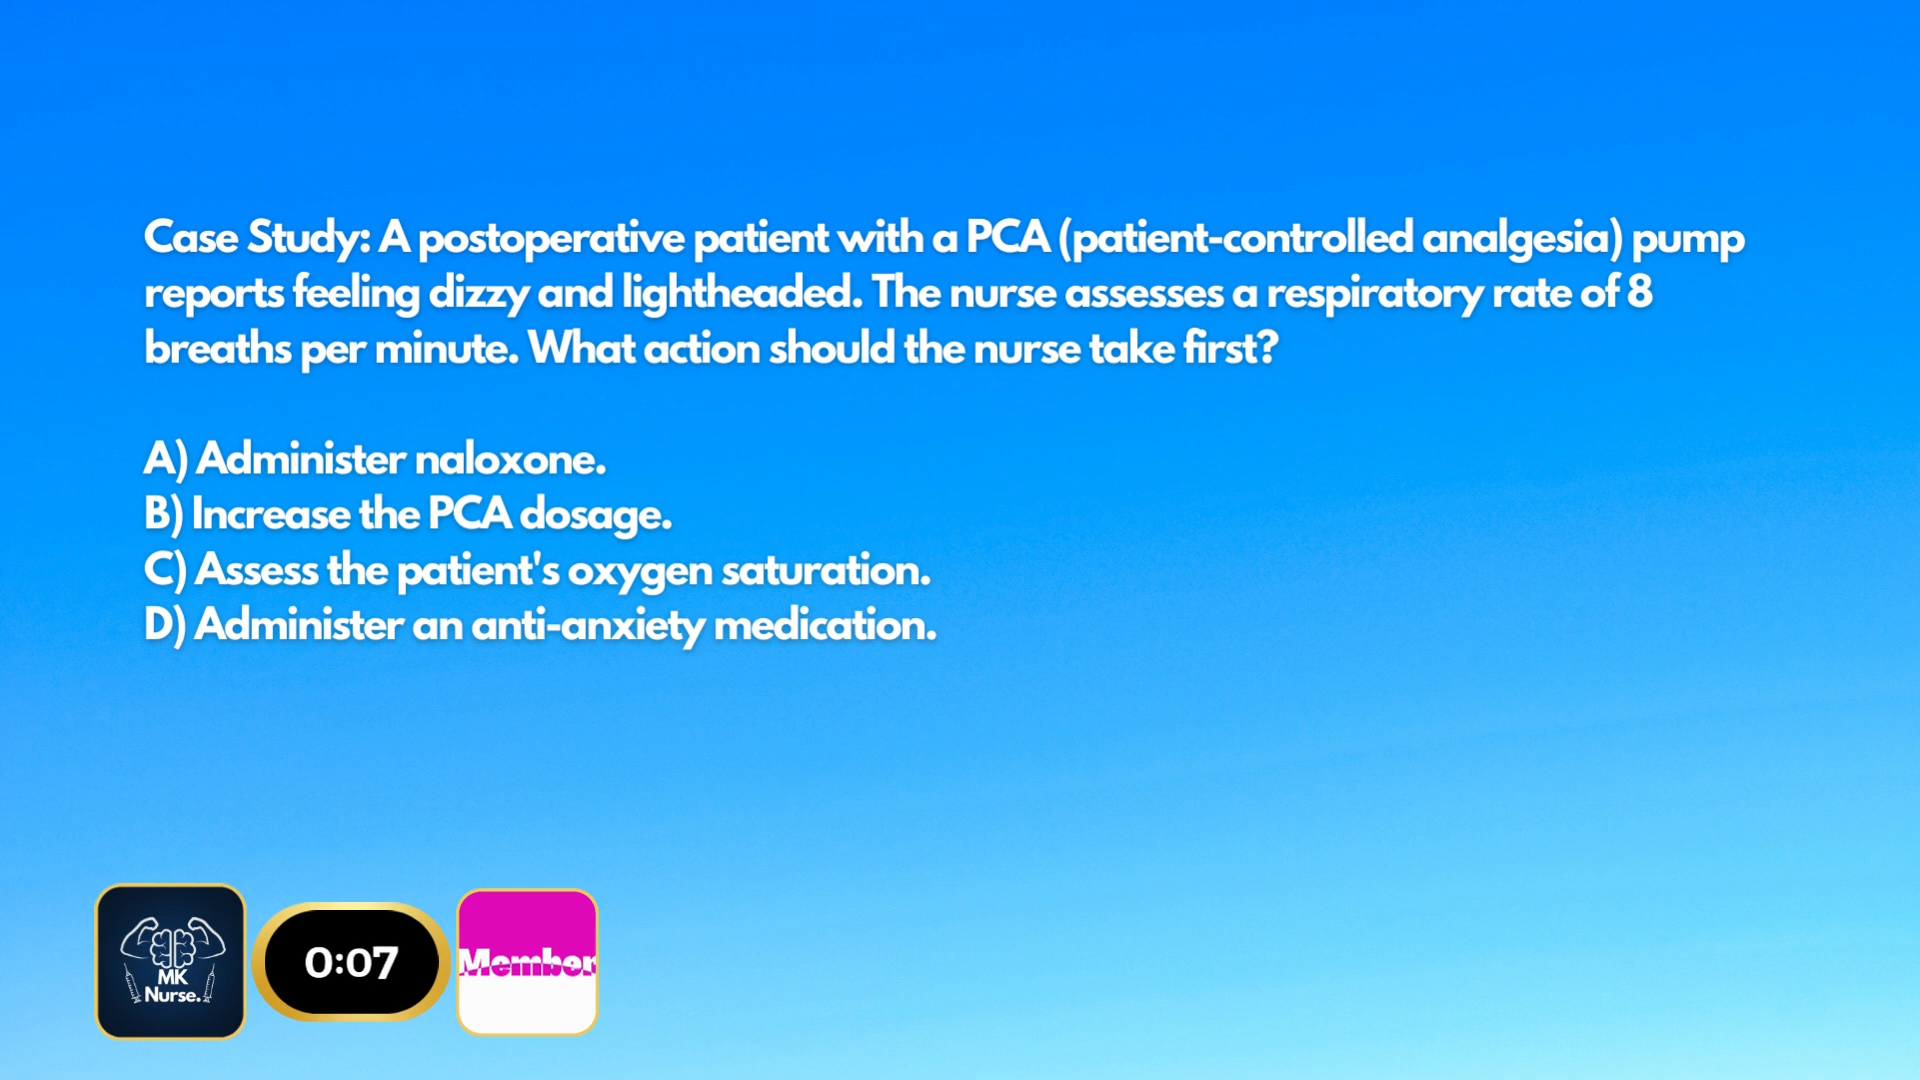 Case Study: A postoperative patient with a PCA (patient-controlled analgesia) pump
reports feeling dizzy and lightheaded. The nurse assesses a respiratory rate of 8
breaths per minute. What action should the nurse take first?
A) Administer naloxone.
B) Increase the PCA dosage.
C) Assess the patient's oxygen saturation.
D) Administer an anti-anxiety medication.
MK
Nurse.
0:07
Member